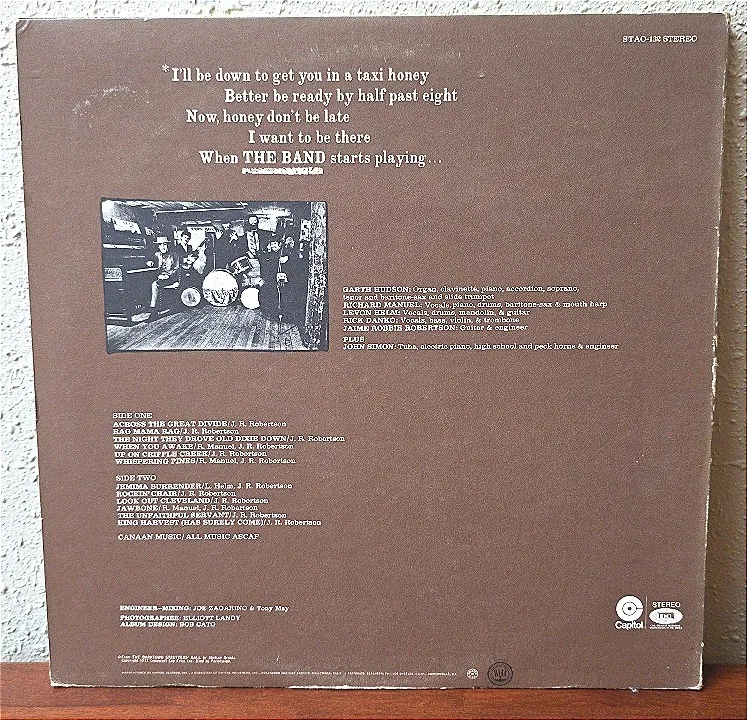 STAO-132 STEREO
*I'll be down to get you in a taxi honey
Better be ready by half past eight
Now, honey don't be late
I want to be there
When THE BAND starts playing...
GARTH HUDSON: Organ, clavinette, piano, accordion, soprano,
tenor and baritone-sax and slide trumpet
RICHARD MANUEL: Vocals, piano, drums, baritone-sax & mouth harp
LEVON HELM: Vocals, drums, mandolin, & guitar
RICK DANKO: Vocals, bass, violin, & trombone
JAIME ROBBIE ROBERTSON: Guitar & engineer
PLUS
JOHN SIMON: Tuba, electric piano, high school and peck horns & engineer
SIDE ONE
ACROSS THE GREAT DIVIDE/J. R. Robertson
RAG MAMA RAG/J. R. Robertson
THE NIGHT THEY DROVE OLD DIXIE DOWN/J. R. Robertson
WHEN YOU AWAKE/R. Manuel, J. R. Robertson
UP ON CRIPPLE CREEK/J. R. Robertson
WHISPERING PINES/R. Manuel, J. R. Robertson
SIDE TWO
JEMIMA SURRENDER/L. Helm, J. R. Robertson
ROCKIN' CHAIR/J. R. Robertson
LOOK OUT CLEVELAND/J. R. Robertson
JAWBONE/R. Manuel, J. R. Robertson
THE UNFAITHFUL SERVANT/J. R. Robertson
KING HARVEST (HAS SURELY COME)/J. R. Robertson
CANAAN MUSIC/ALL MUSIC ASCAP
ENGINEER—MIXING: JOE ZAGARINO & Tony May
PHOTOGRAPHER: ELLIOTT LANDY
ALBUM DESIGN: BOB CATO
Capitol
STEREO
*From THE DARKTOWN STRUTTERS' BALL by Shelton Brooks